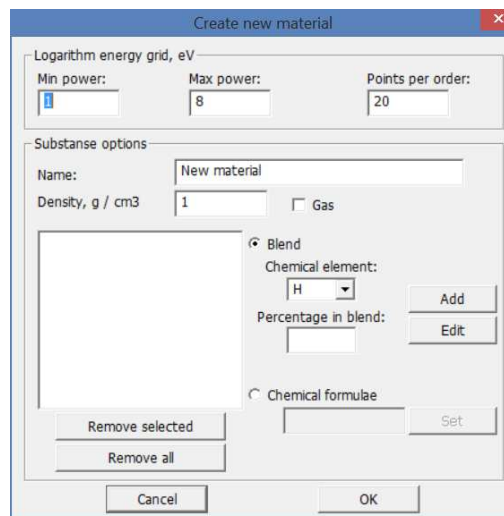 Create new material
Logarithm energy grid, eV
Min power:
Max power:
Points per order:
1
8
20
Substanse options
Name:
New material
Density, g / cm3
1
Gas
Blend
Chemical element:
H
Add
Percentage in blend:
Edit
Chemical formulae
Set
Remove selected
Remove all
Cancel
OK